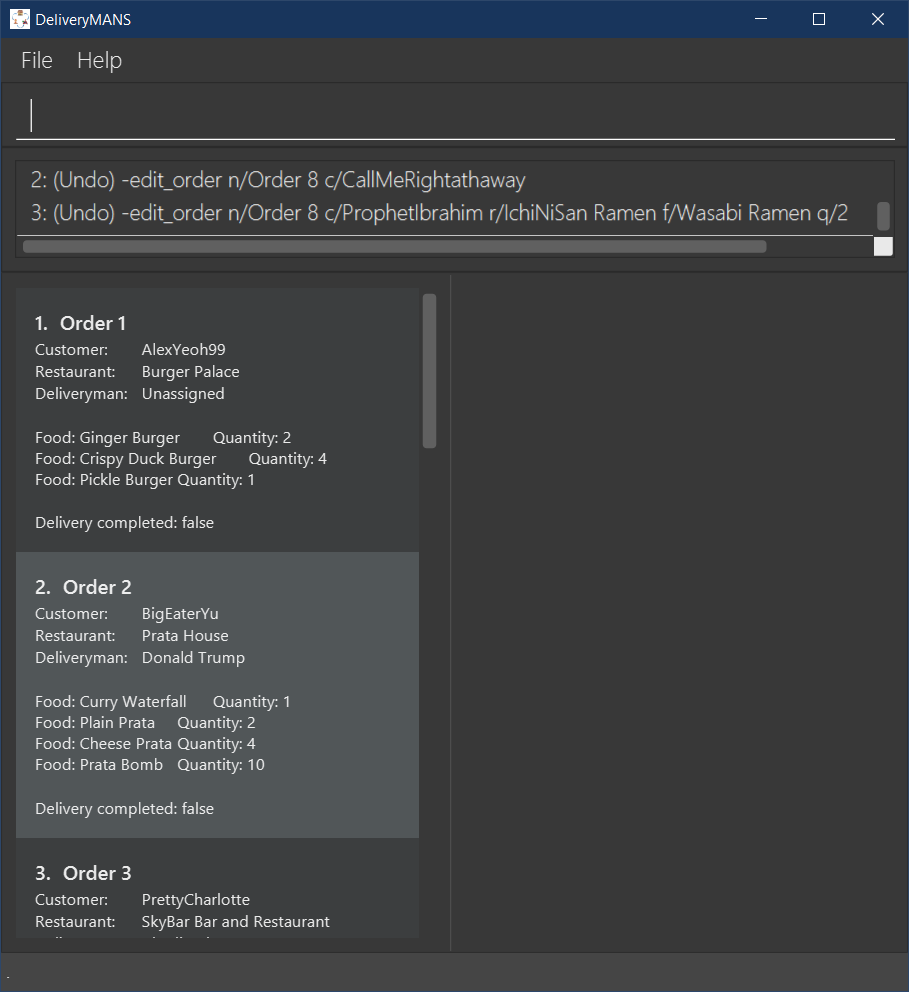 DeliveryMANS
File Help
2: (Undo) -edit_order n/Order 8 c/CallMeRightathaway
3: (Undo) -edit_order n/Order 8 c/ProphetIbrahim r/IchiNiSan Ramen f/Wasabi Ramen q/2
1. Order 1
Customer: AlexYeoh99
Restaurant: Burger Palace
Deliveryman: Unassigned
Food: Ginger Burger Quantity: 2
Food: Crispy Duck Burger Quantity: 4
Food: Pickle Burger Quantity: 1
Delivery completed: false
2. Order 2
Customer: BigEaterYu
Restaurant: Prata House
Deliveryman: Donald Trump
Food: Curry Waterfall Quantity: 1
Food: Plain Prata Quantity: 2
Food: Cheese Prata Quantity: 4
Food: Prata Bomb Quantity: 10
Delivery completed: false
3. Order 3
Customer: PrettyCharlotte
Restaurant: SkyBar Bar and Restaurant
.